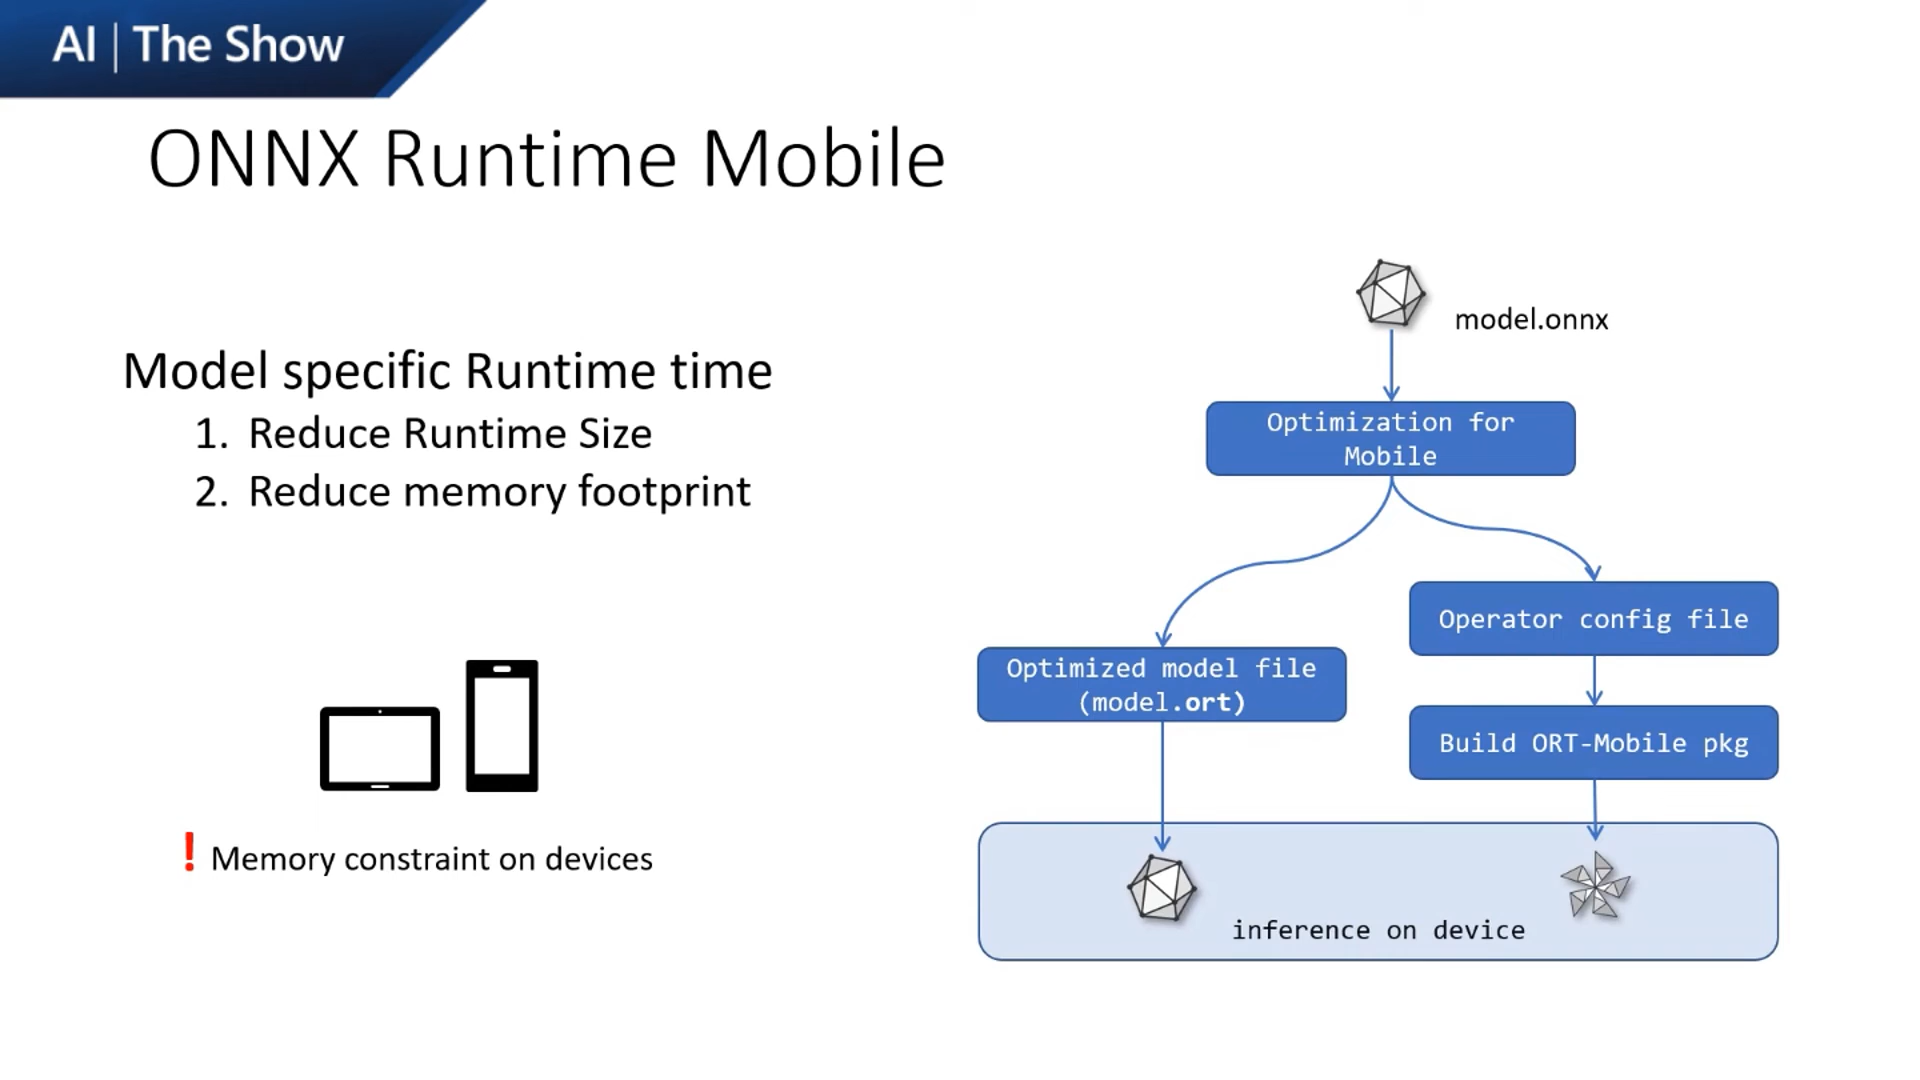 AI | The Show
ONNX Runtime Mobile
Model specific Runtime time
1. Reduce Runtime Size
2. Reduce memory footprint
! Memory constraint on devices
model.onnx
Optimization for
Mobile
Operator config file
Optimized model file
(model.ort)
Build ORT-Mobile pkg
inference on device